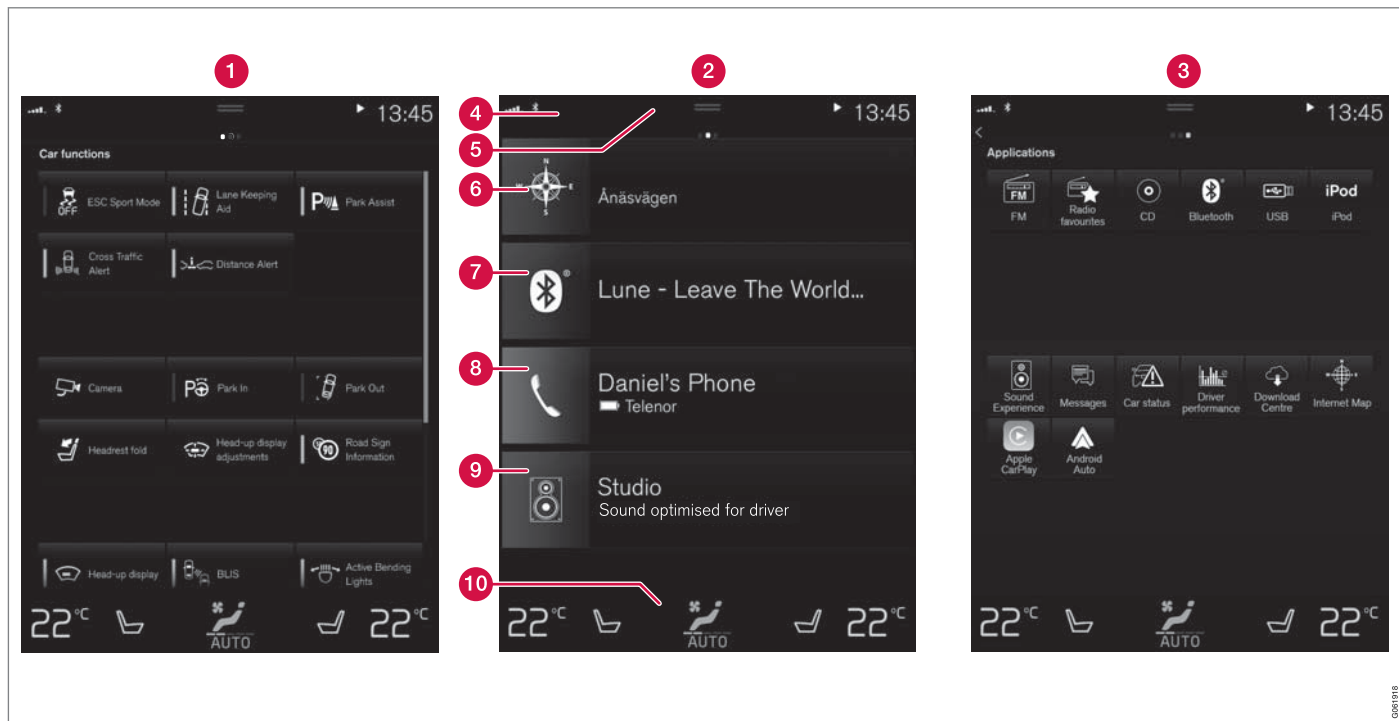 1
2
3
13:45
Car functions
OFF
ESC Sport Mode
Lane Keeping
Aid
P
Park Assist
Cross Traffic
Alert
Distance Alert
Camera
P
Park In
Park Out
Headrest fold
Head-up display
adjustments
90
Road Sign
Information
Head-up display
BLIS
Active Bending
Lights
22°C
AUTO
22°C
4
13:45
5
6
N
W
E
S
Ånäsvägen
7
®
Lune - Leave The World...
8
Daniel's Phone
Telenor
9
Studio
Sound optimised for driver
10
22°C
AUTO
22°C
13:45
Applications
FM
FM
Radio
favourites
CD
Bluetooth
USB
iPod
iPod
Sound
Experience
Messages
Car status
Driver
performance
Download
Centre
Internet Map
Apple
CarPlay
Android
Auto
22°C
AUTO
22°C
G061918